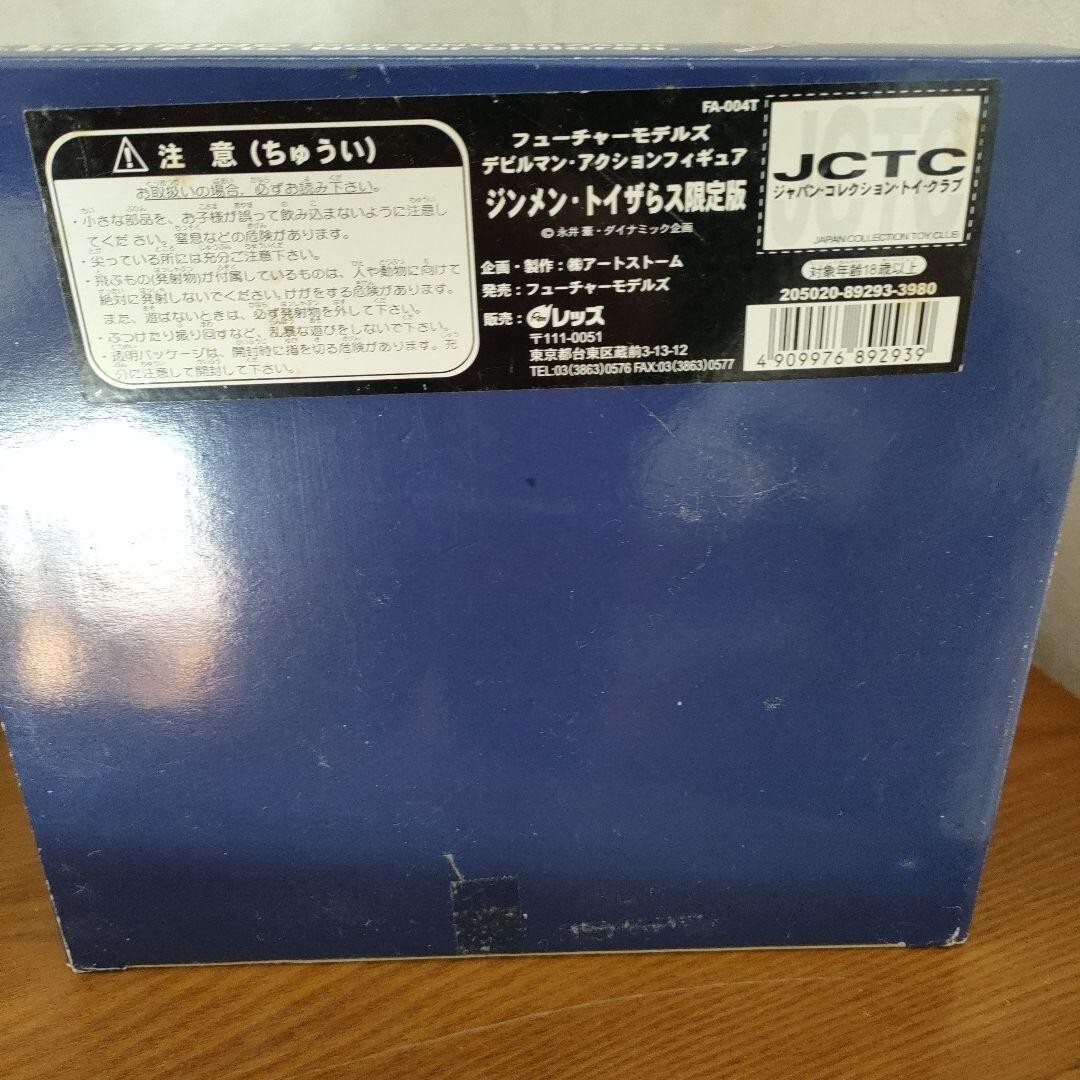 Not for children.
⚠注 意(ちゅうい)
お取扱いの場合、必ずお読み下さい。
・小さな部品を、お子様が誤って飲み込まないように注意
してください。窒息などの危険があります。
・尖っている所には充分ご注意下さい。
・飛ぶもの(発射物)が付属しているものは、人や動物に向けて
絶対に発射しないでください。けがをする危険があります。
また、遊ばないときは、必ず発射物を外して下さい。
・ぶつけたり振り回すなど、乱暴な遊びをしないで下さい。
・透明パッケージは、開封時に指を切る危険があります。充
分に注意して開封して下さい。
FA-004T
フューチャーモデルズ
デビルマン・アクションフィギュア
ジンメン・トイザらス限定版
© 永井豪・ダイナミック企画
企画・製作:㈱アートストーム
発売:フューチャーモデルズ
販売:レッズ
〒111-0051
東京都台東区蔵前3-13-12
TEL:03(3863)0576 FAX:03(3863)0577
JCTC
JCTC
ジャパン・コレクション・トイ・クラブ
JAPAN COLLECTION TOY CLUB
対象年齢18歳以上
205020-89293-3980
4 909976 892939